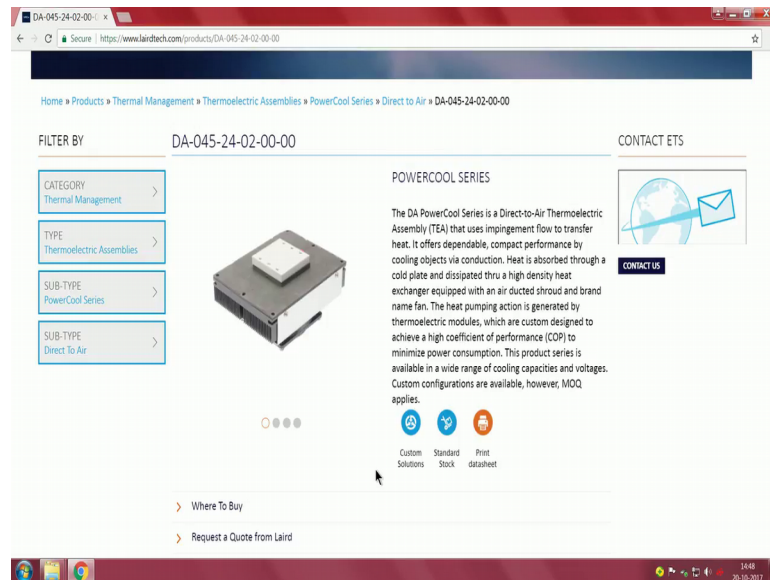 DA-045-24-02-00-0
Secure | https://www.lairdtech.com/products/DA-045-24-02-00-00
Home » Products » Thermal Management » Thermoelectric Assemblies » PowerCool Series » Direct to Air » DA-045-24-02-00-00
FILTER BY
CATEGORY
Thermal Management
TYPE
Thermoelectric Assemblies
SUB-TYPE
PowerCool Series
SUB-TYPE
Direct To Air
DA-045-24-02-00-00
POWERCOOL SERIES
The DA PowerCool Series is a Direct-to-Air Thermoelectric
Assembly (TEA) that uses impingement flow to transfer
heat. It offers dependable, compact performance by
cooling objects via conduction. Heat is absorbed through a
cold plate and dissipated thru a high density heat
exchanger equipped with an air ducted shroud and brand
name fan. The heat pumping action is generated by
thermoelectric modules, which are custom designed to
achieve a high coefficient of performance (COP) to
minimize power consumption. This product series is
available in a wide range of cooling capacities and voltages.
Custom configurations are available, however, MOQ
applies.
Custom
Solutions
Standard
Stock
Print
datasheet
Where To Buy
Request a Quote from Laird
CONTACT ETS
CONTACT US
14:48
20-10-2017